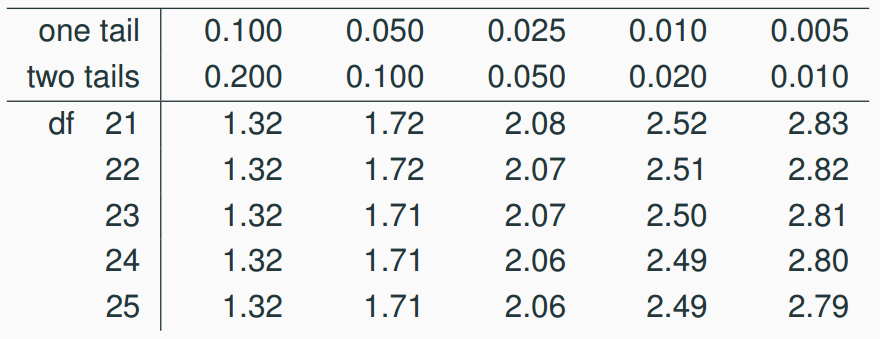 one tail 0.100 0.050 0.025 0.010 0.005
two tails 0.200 0.100 0.050 0.020 0.010
df 21 1.32 1.72 2.08 2.52 2.83
22 1.32 1.72 2.07 2.51 2.82
23 1.32 1.71 2.07 2.50 2.81
24 1.32 1.71 2.06 2.49 2.80
25 1.32 1.71 2.06 2.49 2.79